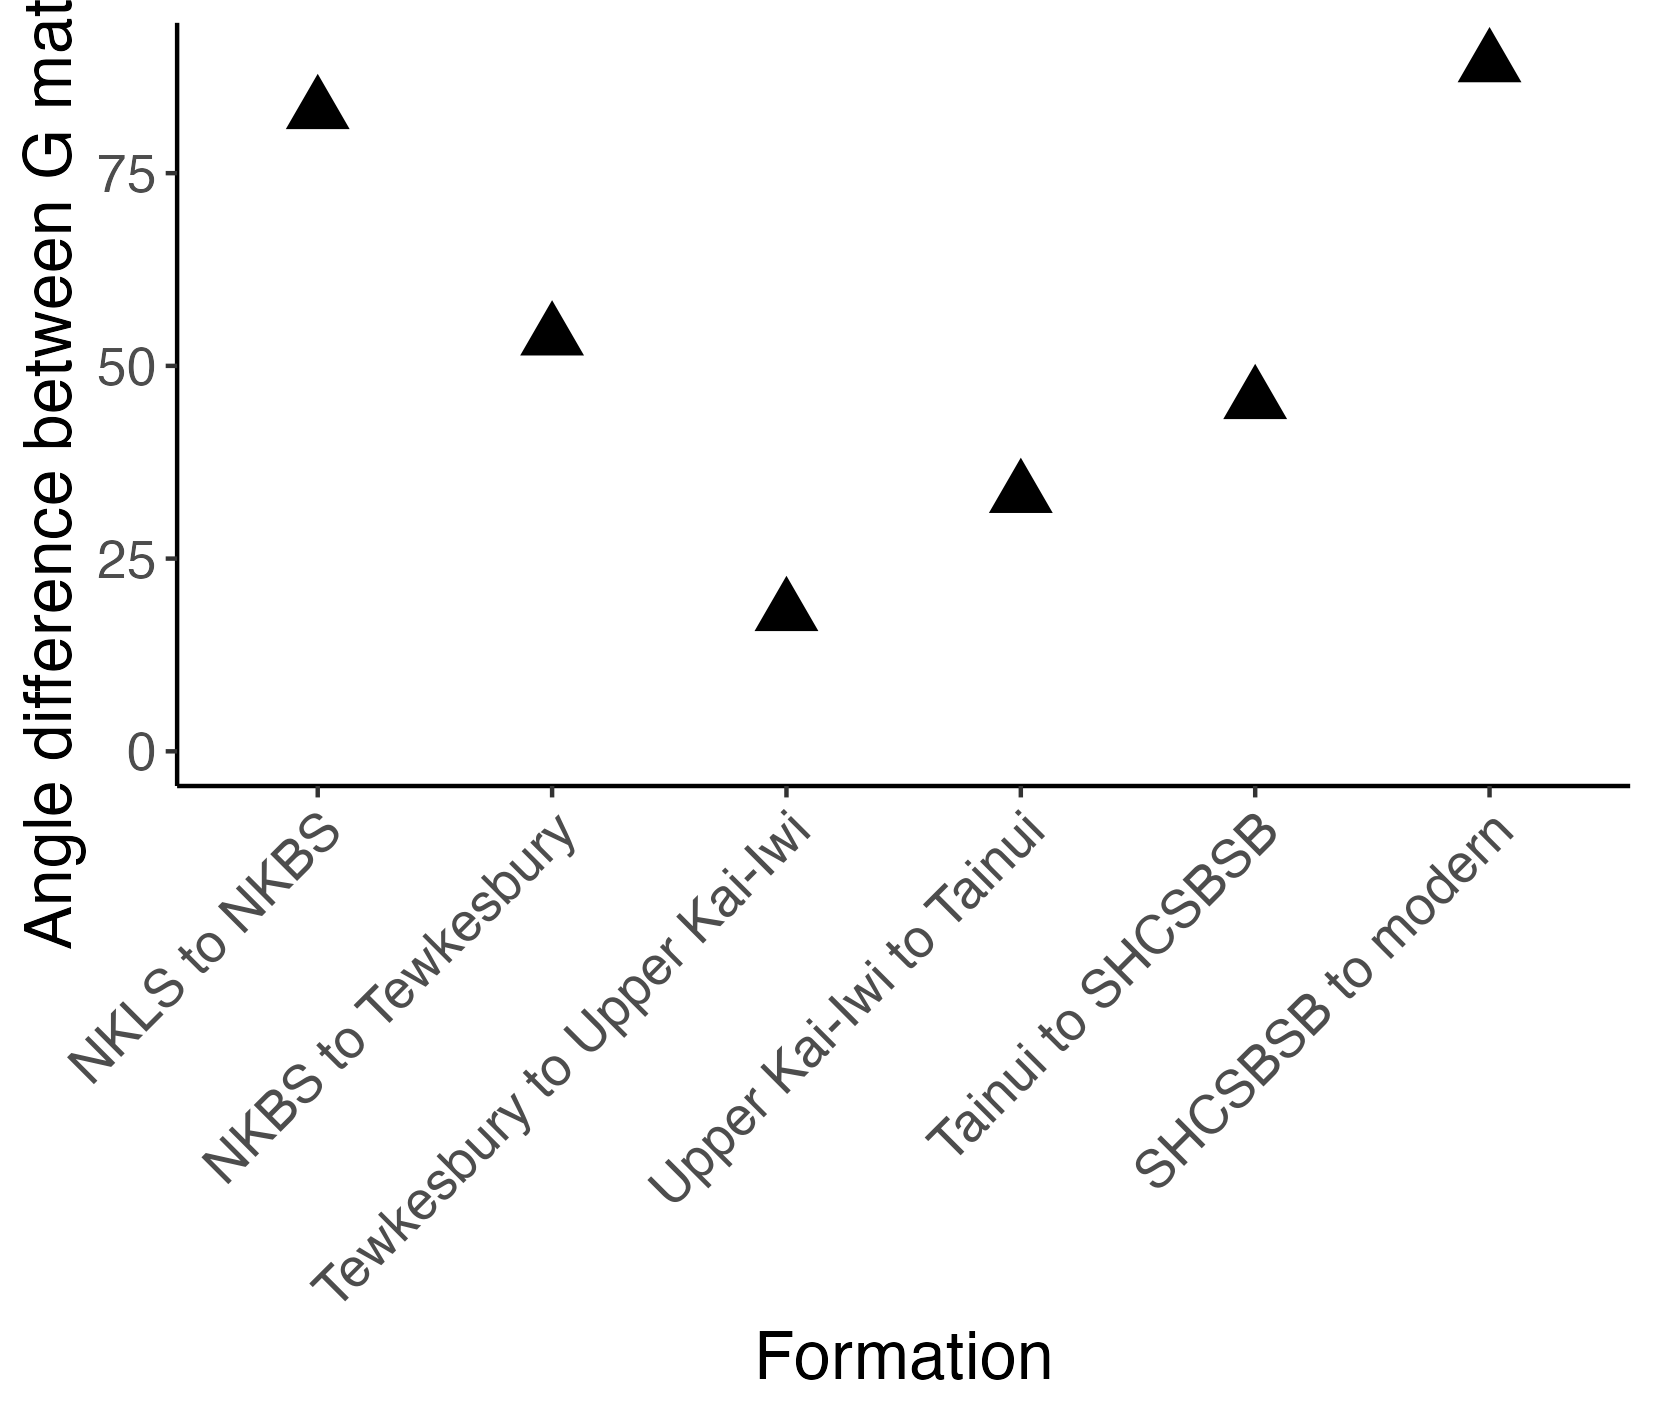 Angle difference between G mat
75
50
25
0
NKLS to NKBS
NKBS to Tewkesbury
Tewkesbury to Upper Kai-Iwi
Upper Kai-Iwi to Tainui
Tainui to SHCSBSB
SHCSBSB to modern
Formation